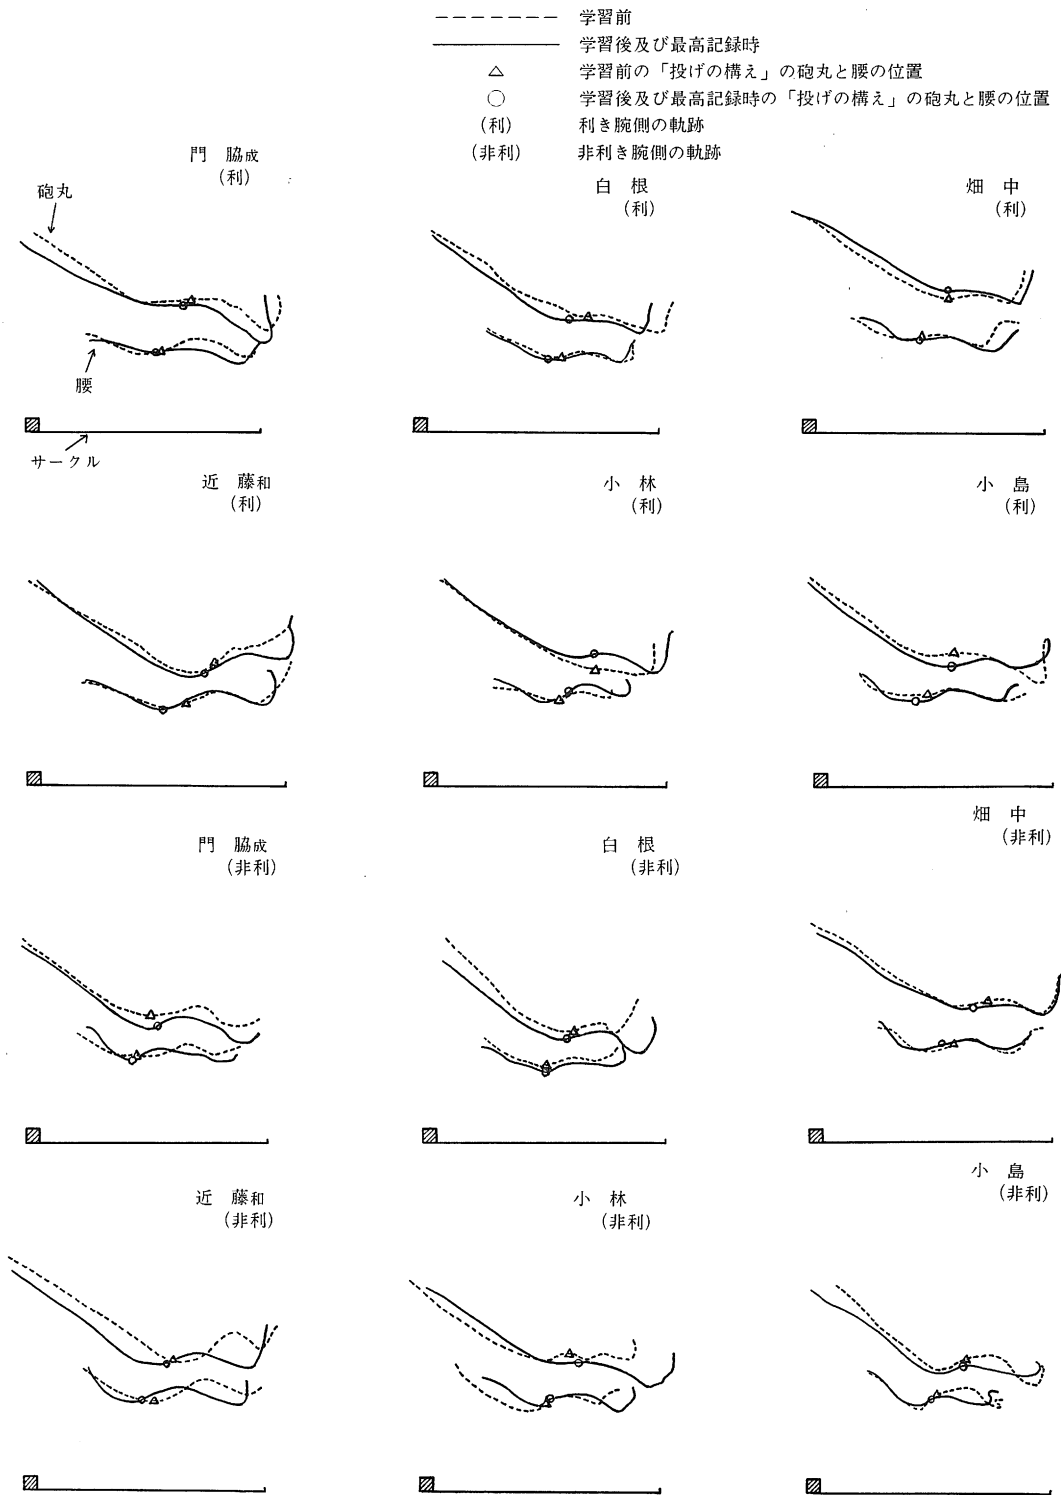 学習前
学習後及び最高記録時
△ 学習前の「投げの構え」の砲丸と腰の位置
○ 学習後及び最高記録時の「投げの構え」の砲丸と腰の位置
(利) 利き腕側の軌跡
(非利) 非利き腕側の軌跡
門 脇成
(利)
白 根
(利)
畑 中
(利)
砲丸
腰
サークル
近 藤和
(利)
小 林
(利)
小 島
(利)
門 脇成
(非利)
白 根
(非利)
畑 中
(非利)
近 藤和
(非利)
小 林
(非利)
小 島
(非利)